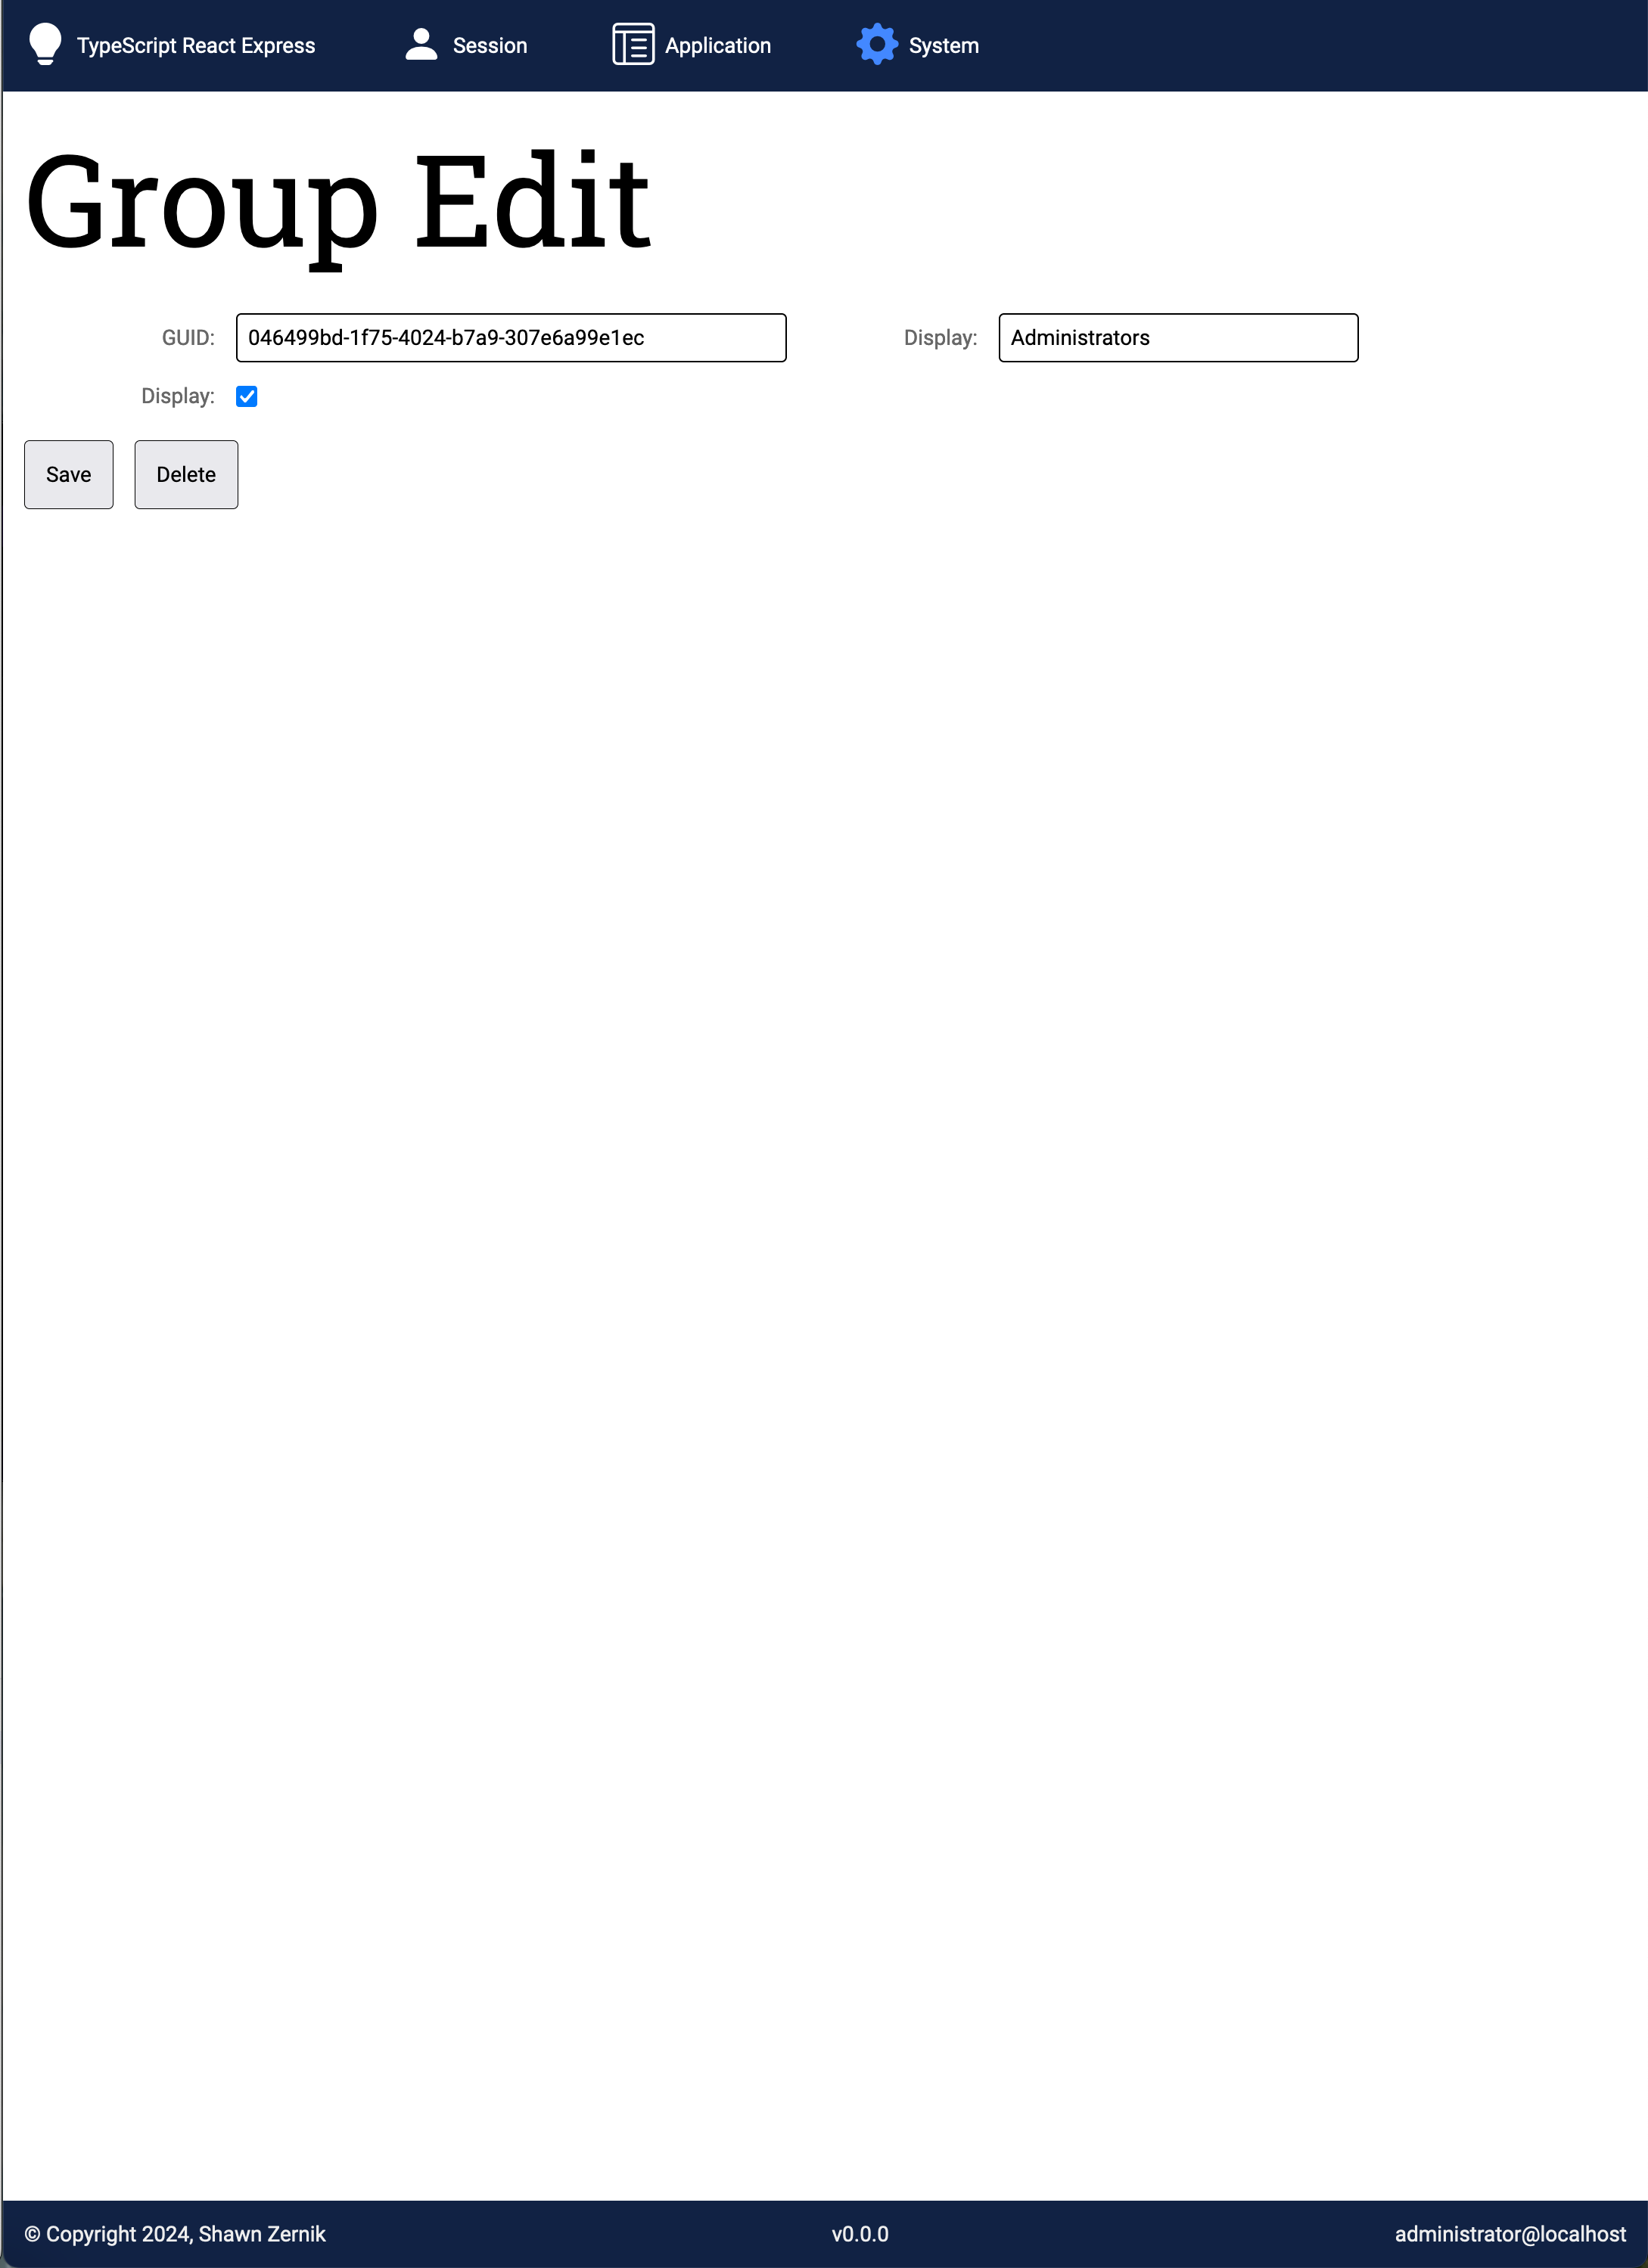 TypeScript React Express Session Application System
Group Edit
GUID: 046499bd-1f75-4024-b7a9-307e6a99e1ec Display: Administrators
Display:
Save Delete
© Copyright 2024, Shawn Zernik v0.0.0 administrator@localhost